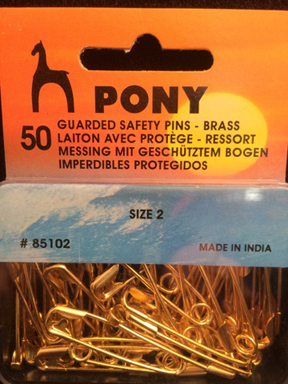 PONY
50 GUARDED SAFETY PINS - BRASS
LAITON AVEC PROTÈGE - RESSORT
MESSING MIT GESCHÜTZTEM BOGEN
IMPERDIBLES PROTEGIDOS
SIZE 2
# 85102
MADE IN INDIA